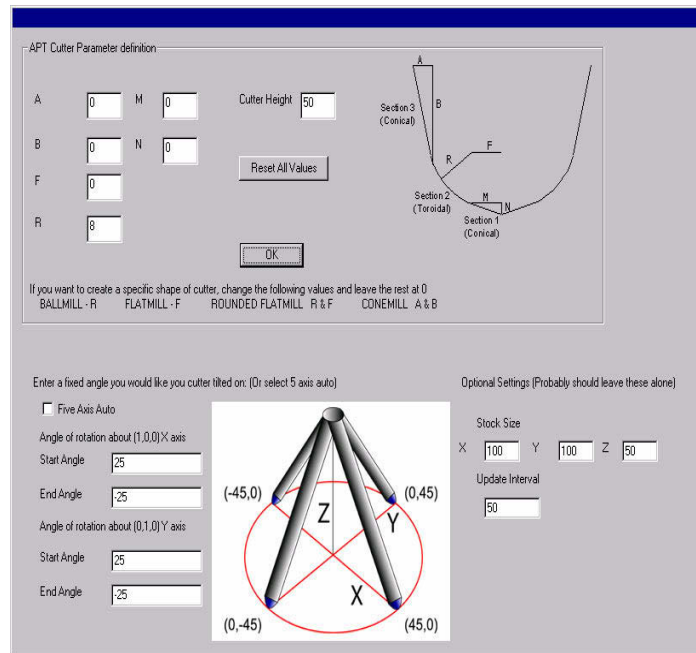 APT Cutter Parameter definition
A 0 M 0 Cutter Height 50
B 0 N 0
F 0
Reset All Values
R 8
OK
A
B
Section 3
(Conical)
F
R
Section 2
(Toroidal)
M
N
Section 1
(Conical)
If you want to create a specific shape of cutter, change the following values and leave the rest at 0
BALLMILL - R FLATMILL - F ROUNDED FLATMILL R & F CONEMILL A & B
Enter a fixed angle you would like you cutter tilted on: (Or select 5 axis auto)
Five Axis Auto
Angle of rotation about (1,0,0) X axis
Start Angle 25
End Angle -25
Angle of rotation about (0,1,0) Y axis
Start Angle 25
End Angle -25
(-45,0)
(0,45)
Z
Y
X
(0,-45)
(45,0)
Optional Settings (Probably should leave these alone)
Stock Size
X 100 Y 100 Z 50
Update Interval
50